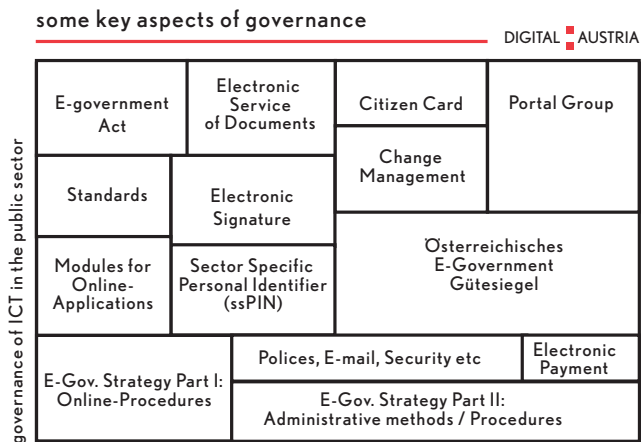 some key aspects of governance
DIGITAL AUSTRIA
governance of ICT in the public sector
E-government
Act
Electronic
Service
of Documents
Citizen Card
Portal Group
Change
Management
Standards
Electronic
Signature
Österreichisches
E-Government
Gütesiegel
Modules for
Online-
Applications
Sector Specific
Personal Identifier
(ssPIN)
E-Gov. Strategy Part I:
Online-Procedures
Polices, E-mail, Security etc
Electronic
Payment
E-Gov. Strategy Part II:
Administrative methods / Procedures